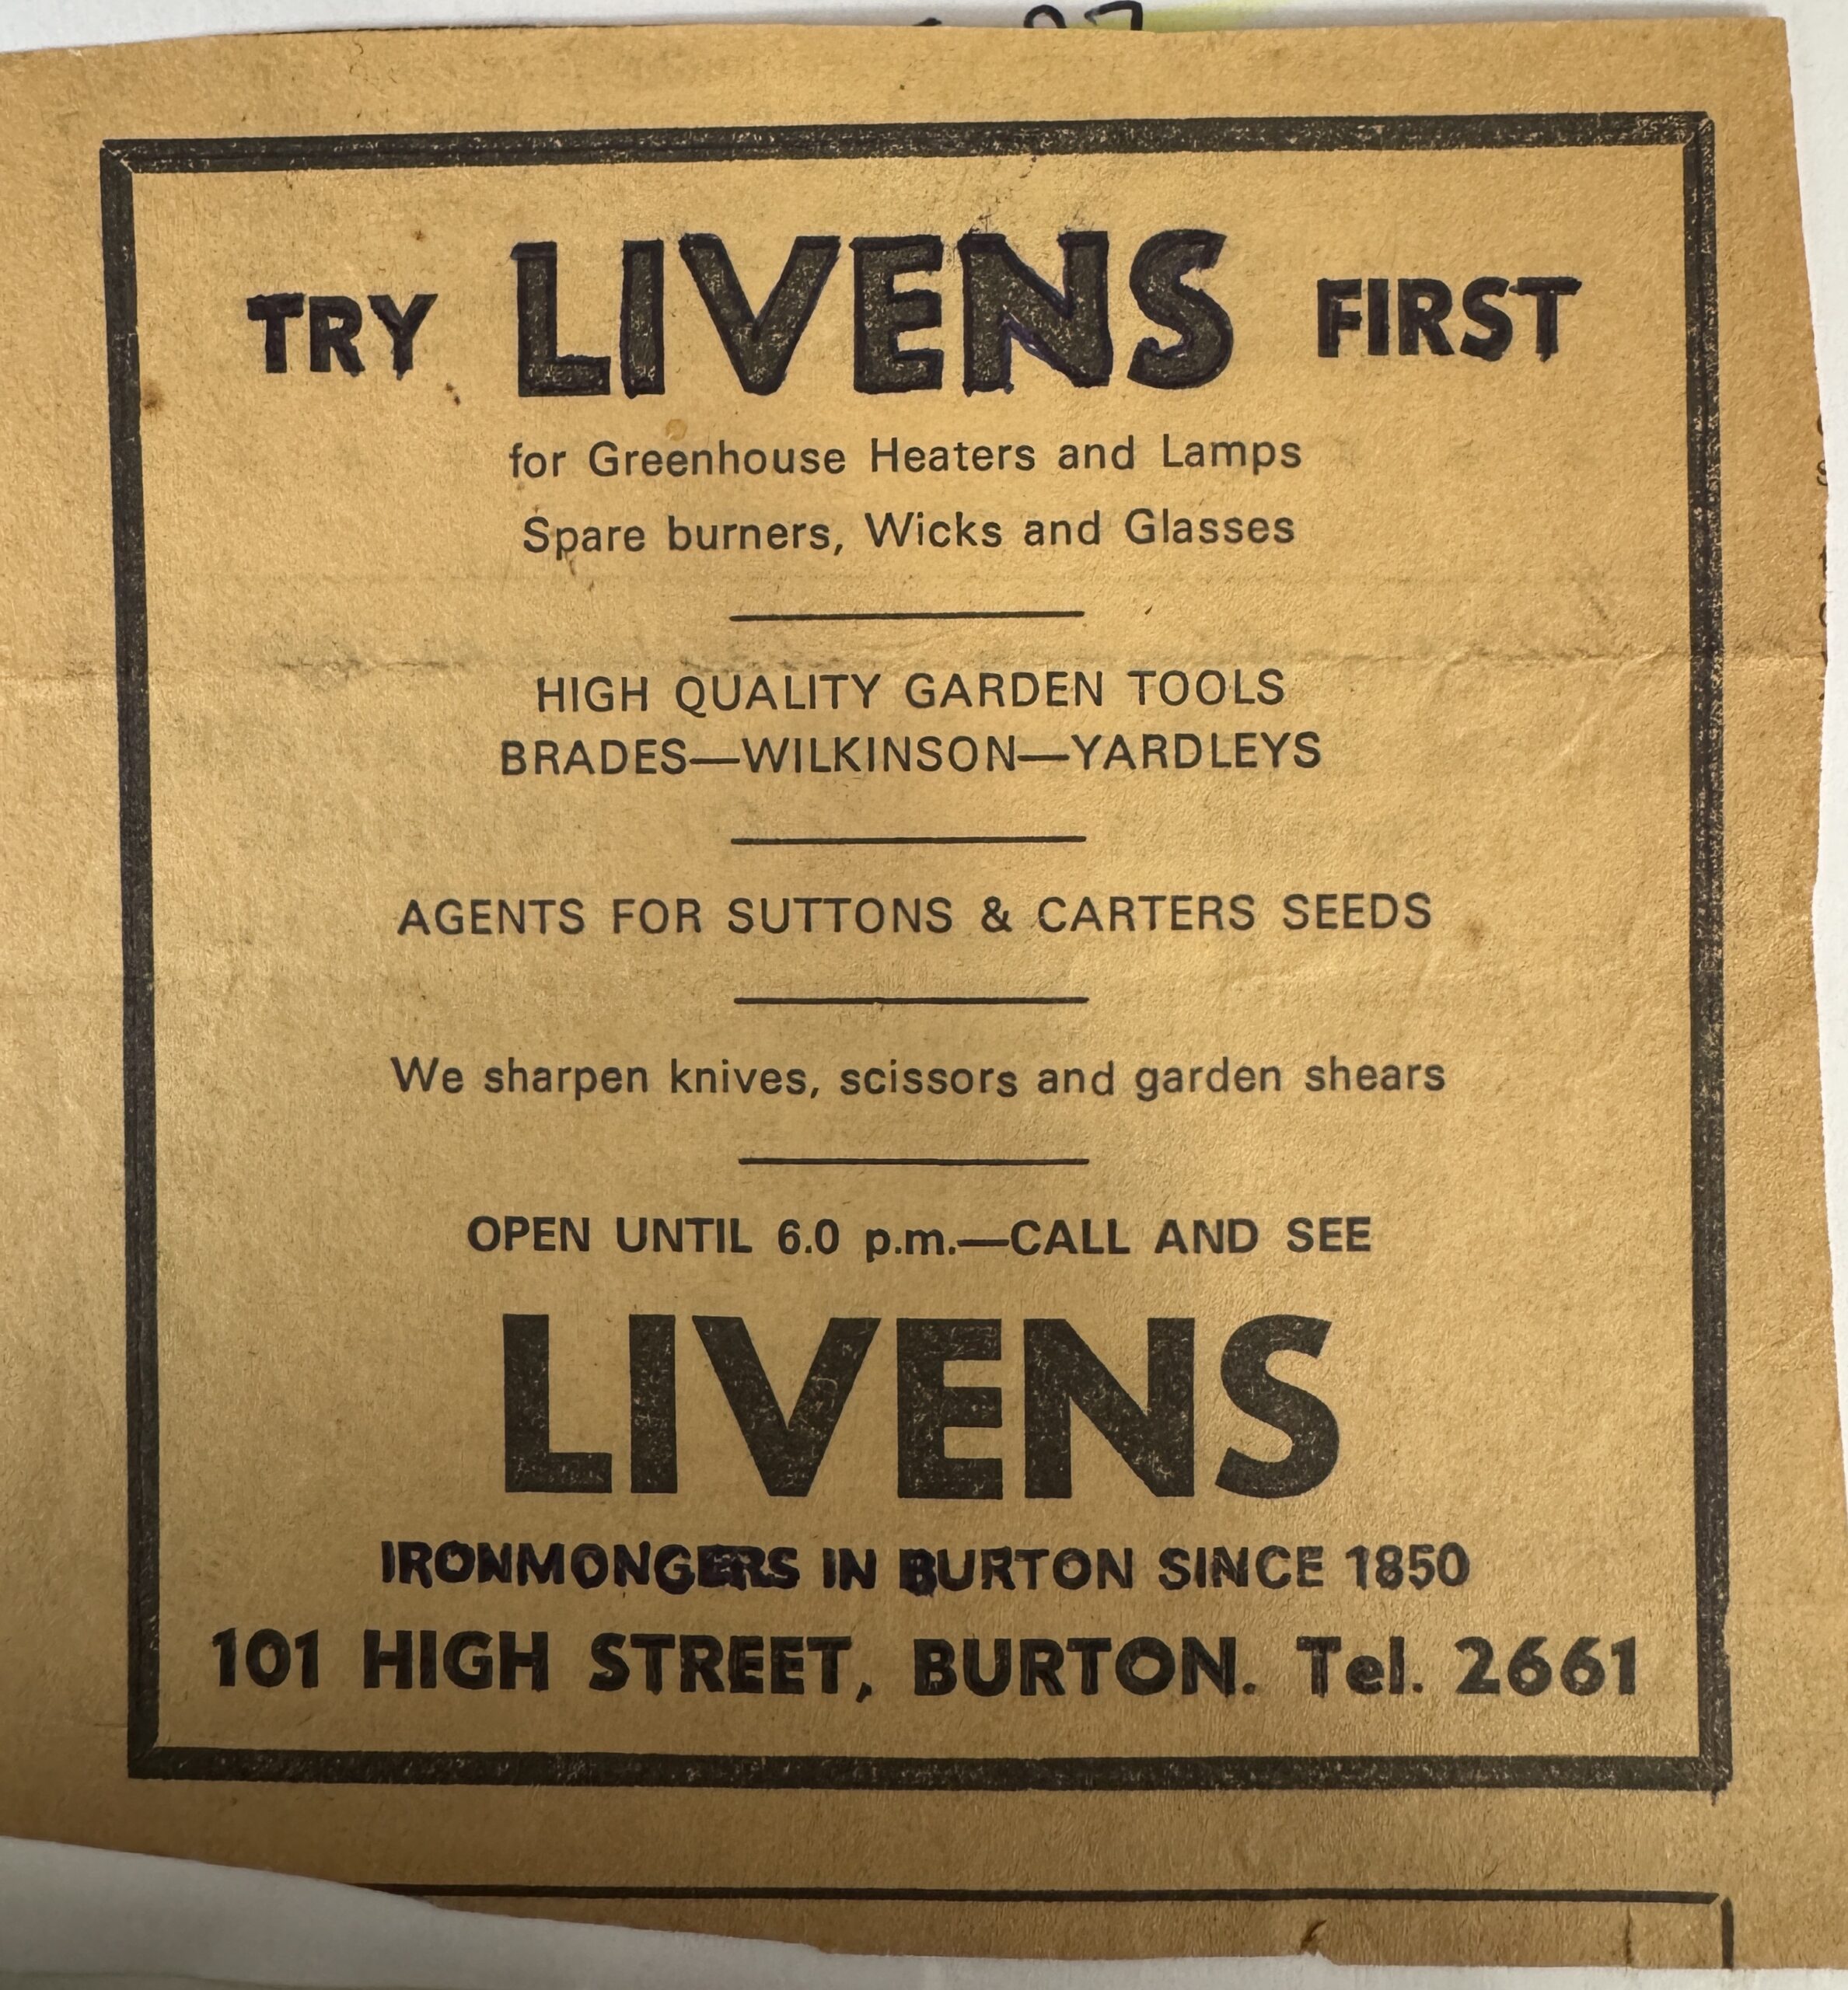 TRY LIVENS FIRST
for Greenhouse Heaters and Lamps
Spare burners, Wicks and Glasses
HIGH QUALITY GARDEN TOOLS
BRADES—WILKINSON—YARDLEYS
AGENTS FOR SUTTONS & CARTERS SEEDS
We sharpen knives, scissors and garden shears
OPEN UNTIL 6.0 p.m.—CALL AND SEE
LIVENS
IRONMONGERS IN BURTON SINCE 1850
101 HIGH STREET, BURTON. Tel. 2661